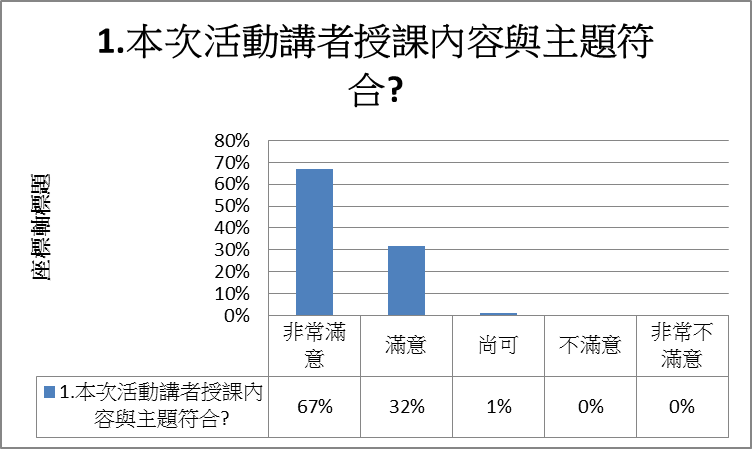 1.本次活動講者授課內容與主題符
合?
座標軸標題
80%
70%
60%
50%
40%
30%
20%
10%
0%
非常滿
意
滿意
尚可
不滿意
非常不
滿意
1.本次活動講者授課內
容與主題符合?
67%
32%
1%
0%
0%